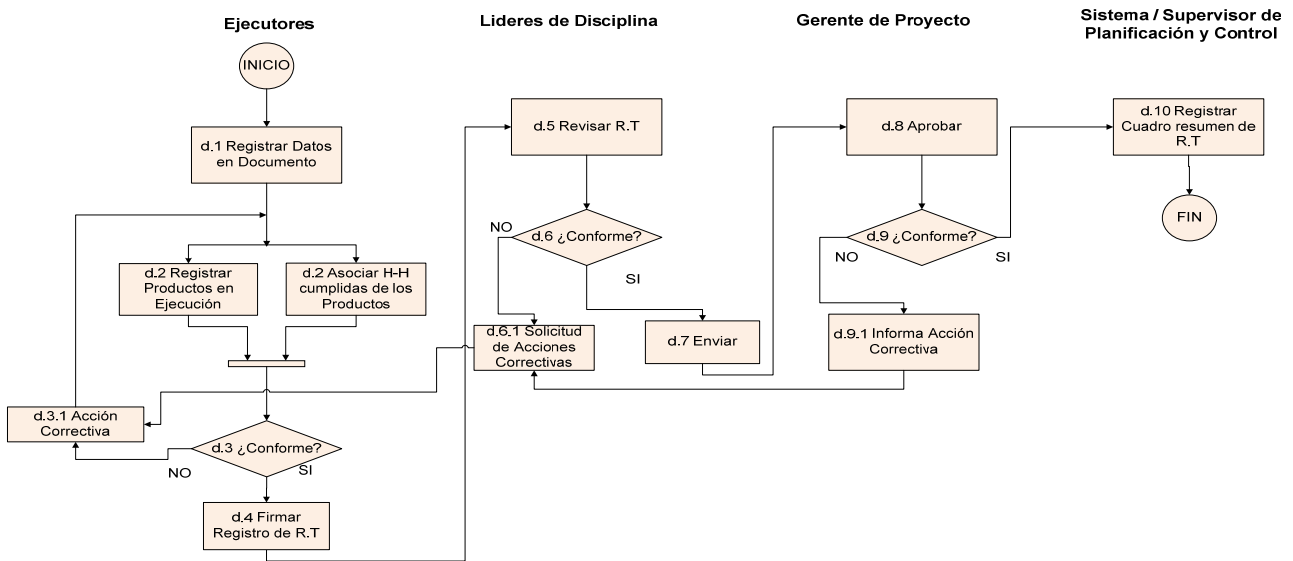 Ejecutores
Lideres de Disciplina
Gerente de Proyecto
Sistema / Supervisor de
Planificación y Control
INICIO
d.1 Registrar Datos
en Documento
d.2 Registrar
Productos en
Ejecución
d.2 Asociar H-H
cumplidas de los
Productos
d.3.1 Acción
Correctiva
d.3 ¿Conforme?
NO
SI
d.4 Firmar
Registro de R.T
d.5 Revisar R.T
d.6 ¿Conforme?
NO
SI
d.6.1 Solicitud
de Acciones
Correctivas
d.7 Enviar
d.8 Aprobar
d.9 ¿Conforme?
NO
SI
d.9.1 Informa Acción
Correctiva
d.10 Registrar
Cuadro resumen de
R.T
FIN